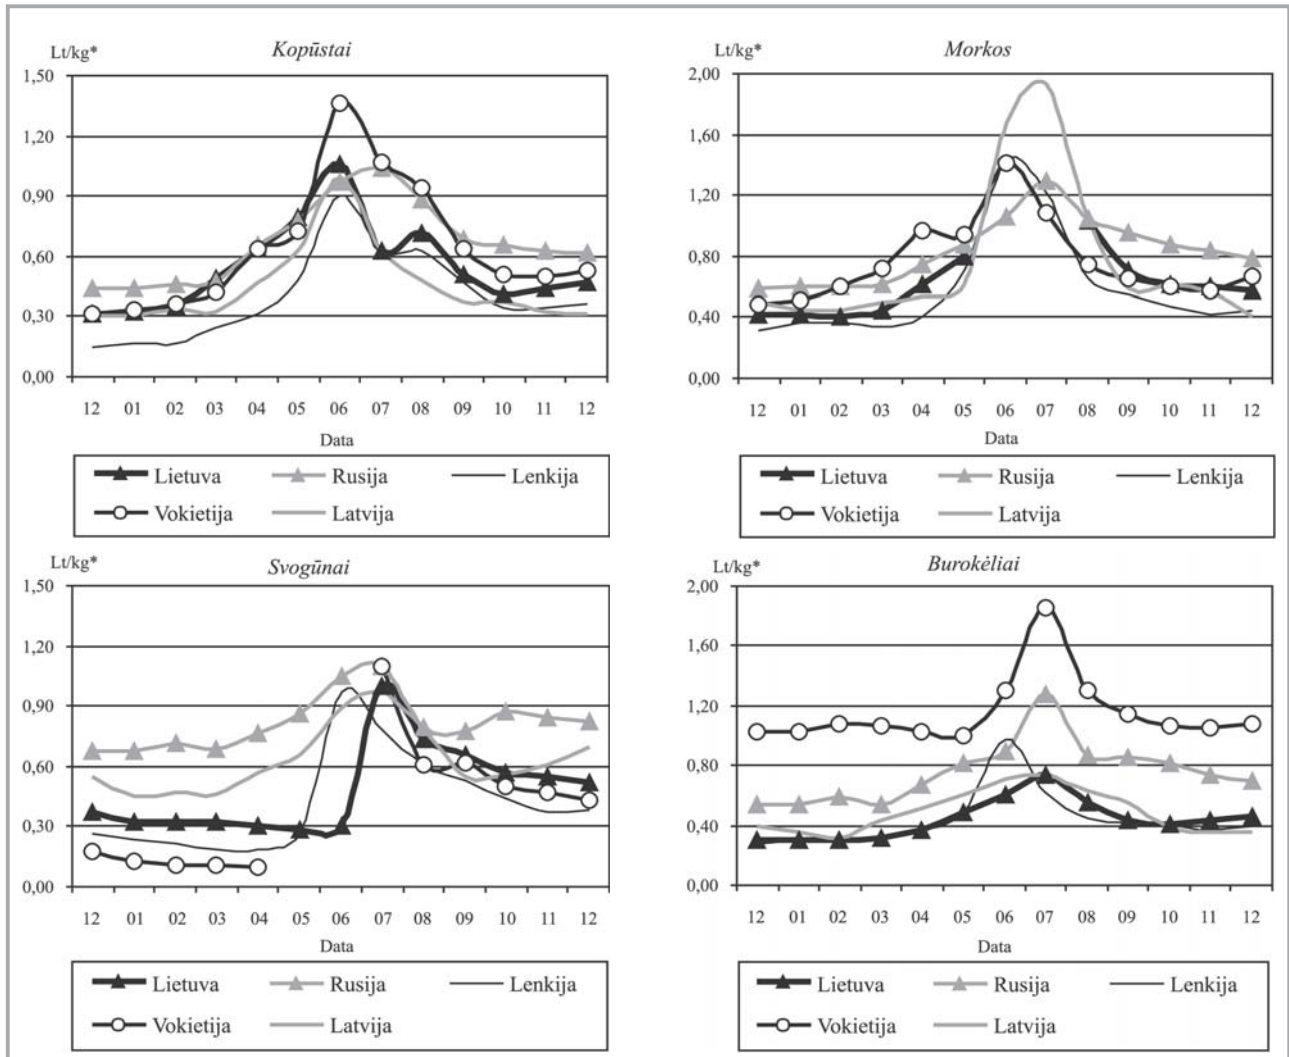 Lt/kg* Kopūstai
1,50
1,20
0,90
0,60
0,30
0,00
12 01 02 03 04 05 06 07 08 09 10 11 12
Data
Lietuva Rusija Lenkija
Vokietija Latvija
Lt/kg* Morkos
2,00
1,60
1,20
0,80
0,40
0,00
12 01 02 03 04 05 06 07 08 09 10 11 12
Data
Lietuva Rusija Lenkija
Vokietija Latvija
Lt/kg* Svogūnai
1,50
1,20
0,90
0,60
0,30
0,00
12 01 02 03 04 05 06 07 08 09 10 11 12
Data
Lietuva Rusija Lenkija
Vokietija Latvija
Lt/kg* Burokėliai
2,00
1,60
1,20
0,80
0,40
0,00
12 01 02 03 04 05 06 07 08 09 10 11 12
Data
Lietuva Rusija Lenkija
Vokietija Latvija